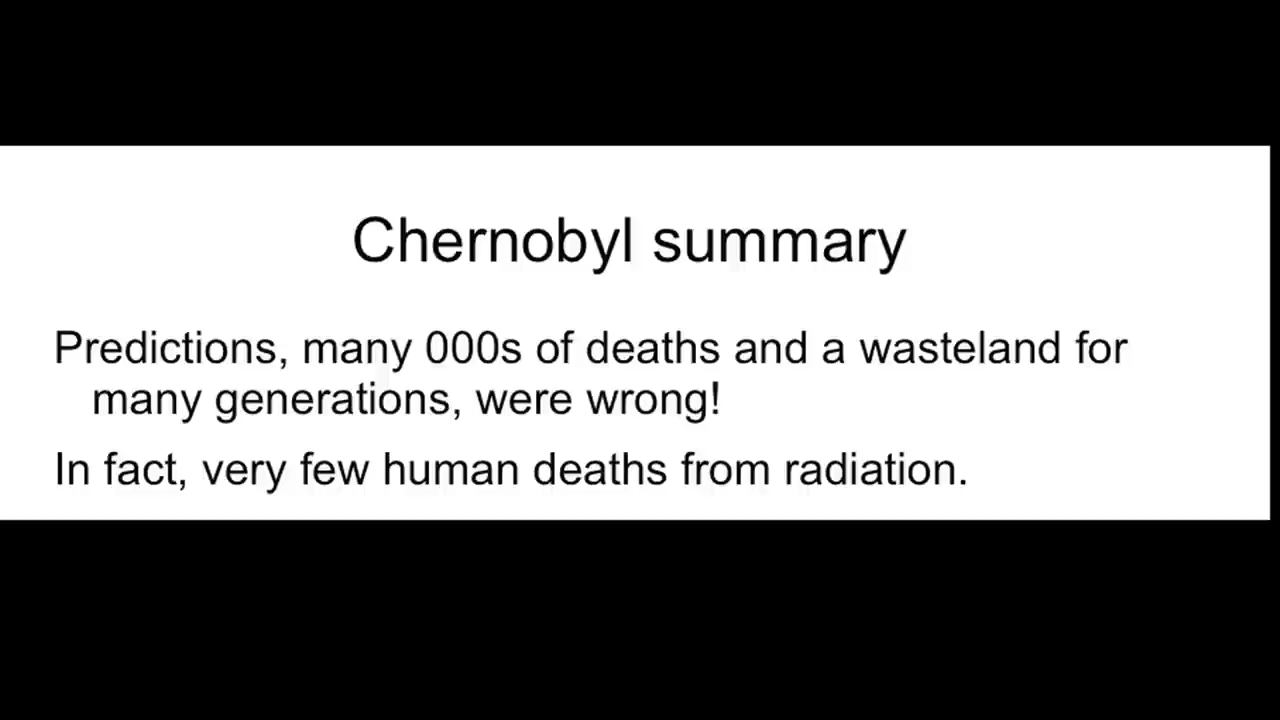 Chernobyl summary
Predictions, many 000s of deaths and a wasteland for
many generations, were wrong!
In fact, very few human deaths from radiation.